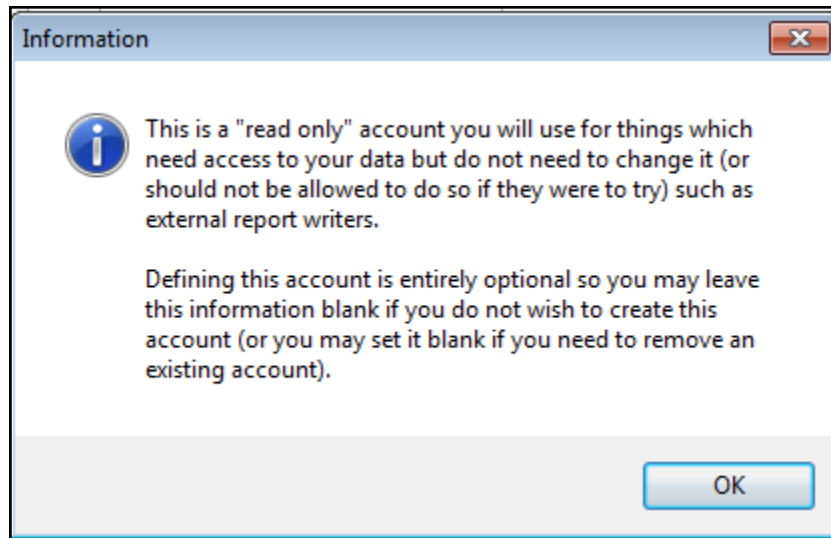 Information
This is a "read only" account you will use for things which
need access to your data but do not need to change it (or
should not be allowed to do so if they were to try) such as
external report writers.
Defining this account is entirely optional so you may leave
this information blank if you do not wish to create this
account (or you may set it blank if you need to remove an
existing account).
OK